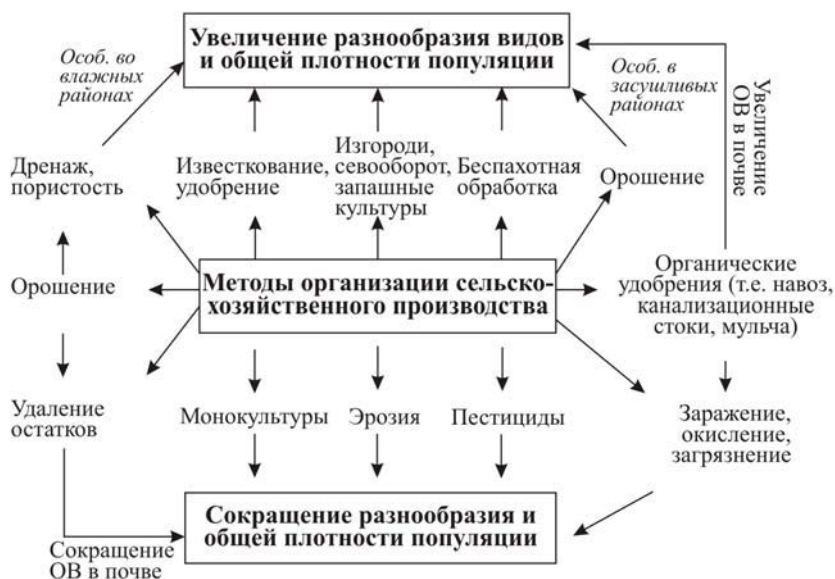 Увеличение разнообразия видов
и общей плотности популяции
Особ. во
влажных
районах
Особ. в
засушливых
районах
Увеличение
ОВ в почве
Дренаж,
пористость
Известкование,
удобрение
Изгороди,
севооборот,
запашные
культуры
Беспахотная
обработка
Орошение
Орошение
Методы организации сельско-
хозяйственного производства
Органические
удобрения (т.е. навоз,
канализационные
стоки, мульча)
Удаление
остатков
Монокультуры
Эрозия
Пестициды
Заражение,
окисление,
загрязнение
Сокращение разнообразия и
общей плотности популяции
Сокращение
ОВ в почве